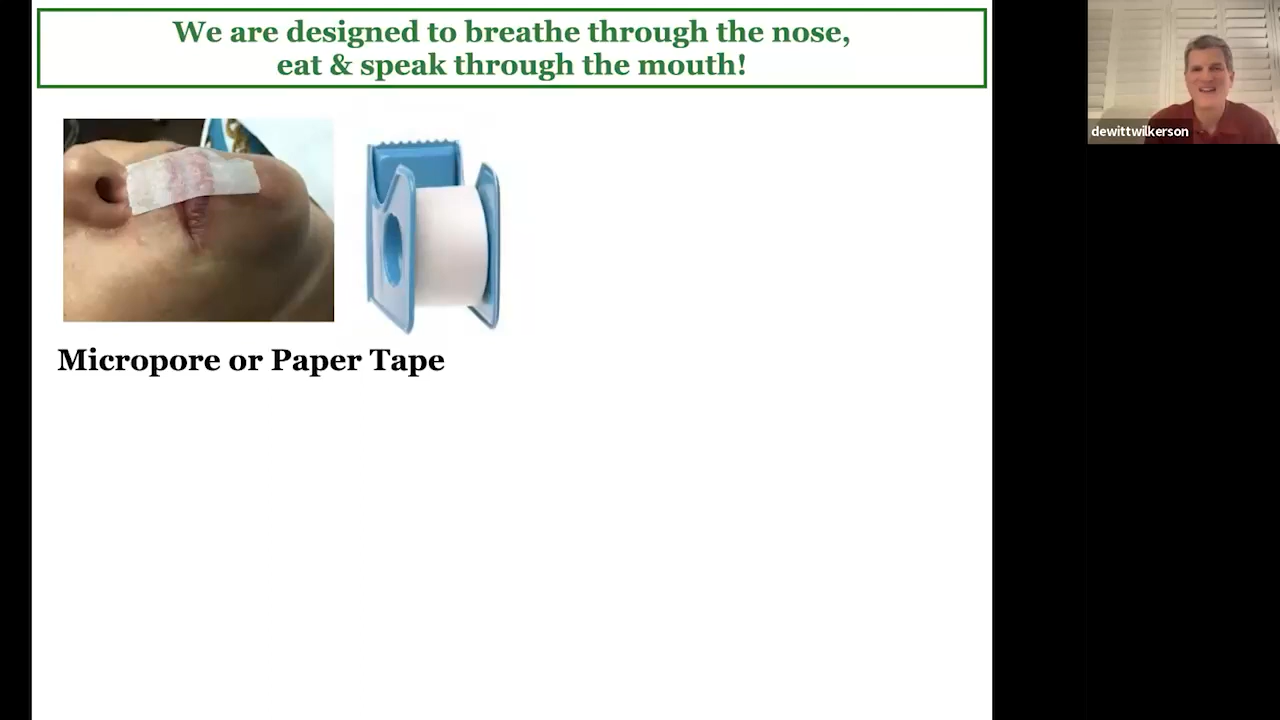 We are designed to breathe through the nose,
eat & speak through the mouth!
dewittwilkerson
Micropore or Paper Tape